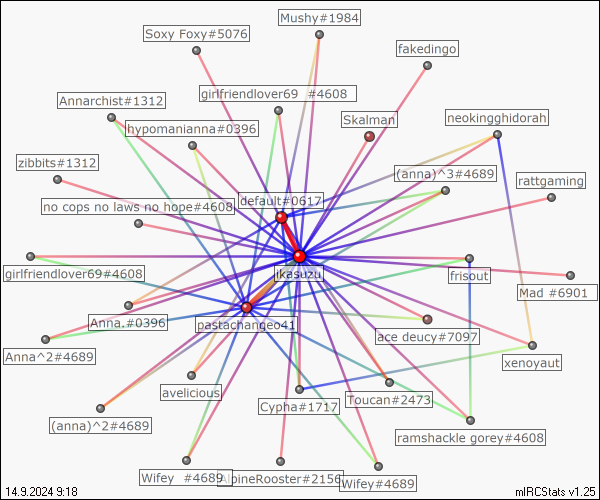 Mushy#1984
Soxy Foxy#5076
fakedingo
Annarchist#1312
girlfriendlover69 #4608
Skalman
neokingghidorah
hypomanianna#0396
zibbits#1312
(anna)^3#4689
rattgaming
default#0617
no cops no laws no hope#4608
girlfriendlover69#4608
ikasuzu
frisout
Mad #6901
Anna.#0396
pastachangeo41
ace deucy#7097
Anna^2#4689
xenoyaut
avelicious
Cypha#1717
Toucan#2473
(anna)^2#4689
ramshackle gorey#4608
Wifey #4689
AlpineRooster#2156
Wifey#4689
14.9.2024 9:18
mIRCStats v1.25